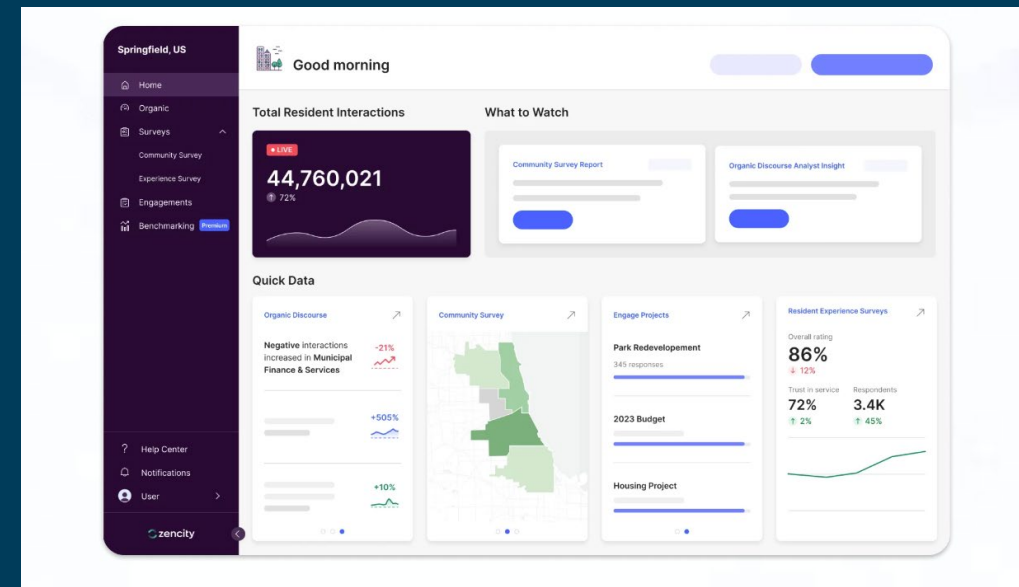 Springfield, US
Home
Organic
Surveys
Community Survey
Experience Survey
Engagements
Benchmarking Premium
? Help Center
Notifications
User
zencity
Good morning
Total Resident Interactions
LIVE
44,760,021
72%
What to Watch
Community Survey Report
Organic Discourse Analyst Insight
Quick Data
Organic Discourse
Negative interactions
increased in Municipal
Finance & Services
-21%
+505%
+10%
Community Survey
Engage Projects
Park Redevelopement
345 responses
2023 Budget
Housing Project
Resident Experience Surveys
Overall rating
86%
12%
Trust in service Respondents
72% 3.4K
2% 45%